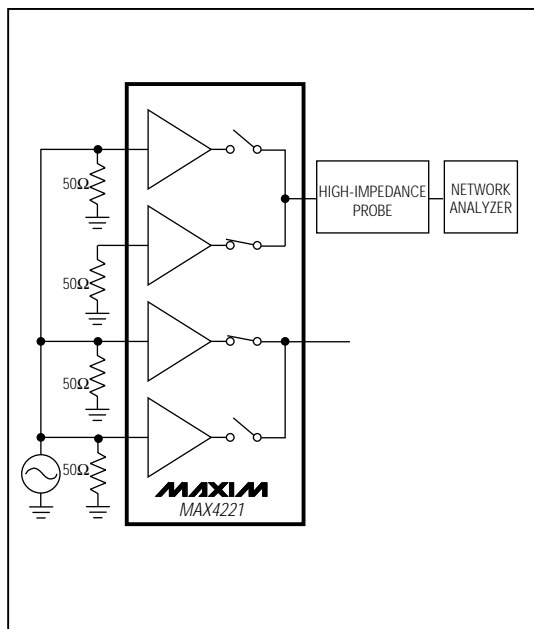 50Ω
HIGH-IMPEDANCE
PROBE
NETWORK
ANALYZER
50Ω
50Ω
50Ω
MAXIM
MAX4221